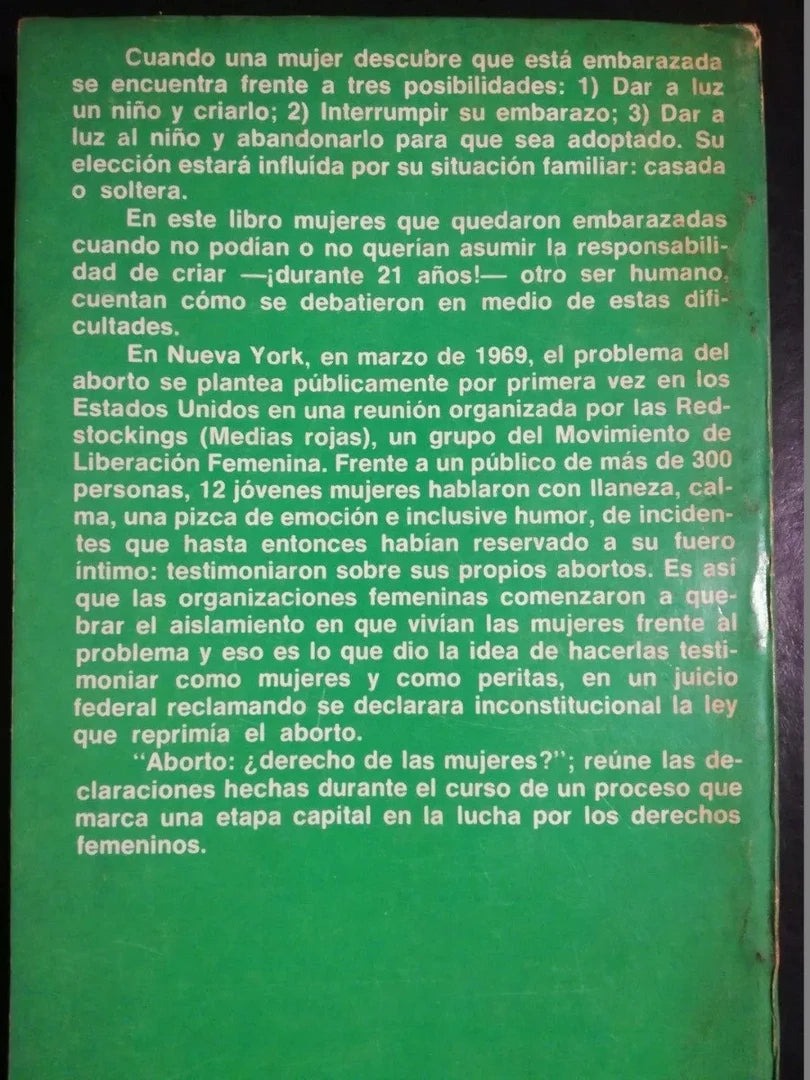 Cuando una mujer descubre que está embarazada
se encuentra frente a tres posibilidades: 1) Dar a luz
un niño y criarlo; 2) Interrumpir su embarazo; 3) Dar a
luz al niño y abandonarlo para que sea adoptado. Su
elección estará influída por su situación familiar: casada
o soltera.
En este libro mujeres que quedaron embarazadas
cuando no podían o no querían asumir la responsabili-
dad de criar —¡durante 21 años!— otro ser humano,
cuentan cómo se debatieron en medio de estas difi-
cultades.
En Nueva York, en marzo de 1969, el problema del
aborto se plantea públicamente por primera vez en los
Estados Unidos en una reunión organizada por las Red-
stockings (Medias rojas), un grupo del Movimiento de
Liberación Femenina. Frente a un público de más de 300
personas, 12 jóvenes mujeres hablaron con llaneza, cal-
ma, una pizca de emoción e inclusive humor, de inciden-
tes que hasta entonces habían reservado a su fuero
íntimo: testimoniaron sobre sus propios abortos. Es así
que las organizaciones femeninas comenzaron a que-
brar el aislamiento en que vivían las mujeres frente al
problema y eso es lo que dio la idea de hacerlas testi-
moniar como mujeres y como peritas, en un juicio
federal reclamando se declarara inconstitucional la ley
que reprimía el aborto.
"Aborto: ¿derecho de las mujeres?"; reúne las de-
claraciones hechas durante el curso de un proceso que
marca una etapa capital en la lucha por los derechos
femeninos.